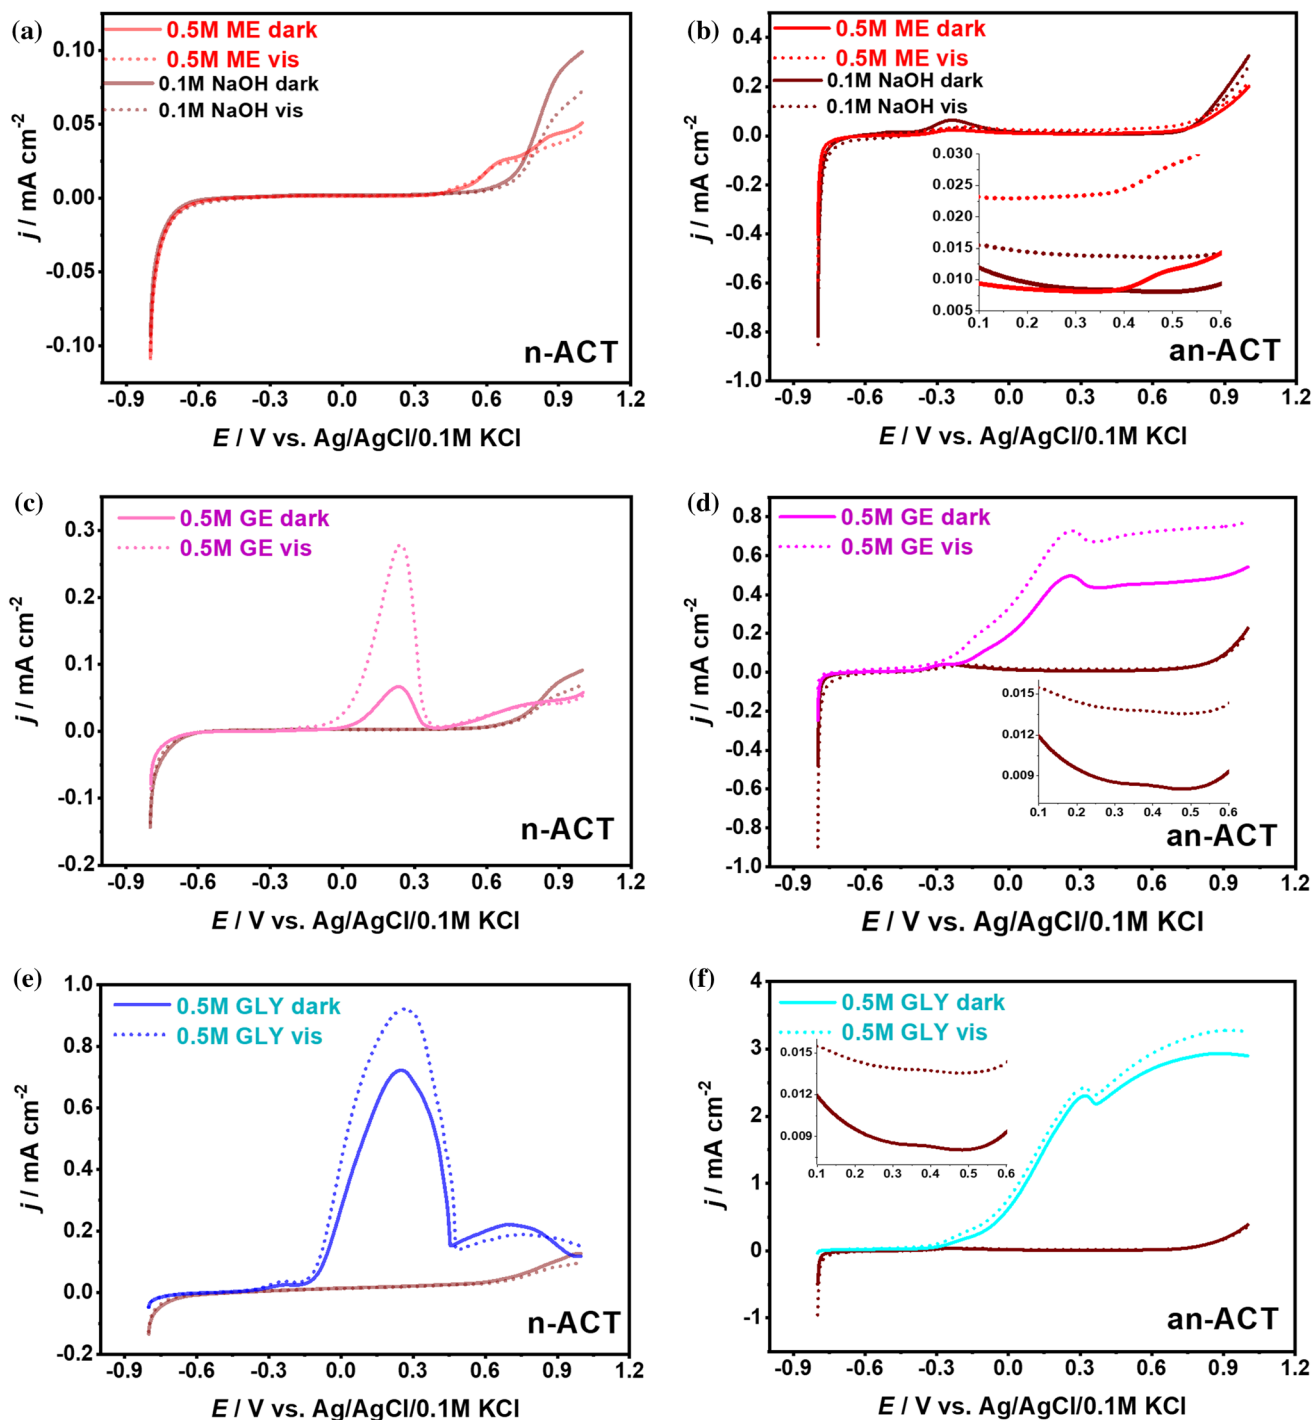 (a)
0.5M ME dark
0.5M ME vis
0.1M NaOH dark
0.1M NaOH vis
0.10
0.05
0.00
-0.05
-0.10
j / mA cm-2
n-ACT
-0.9 -0.6 -0.3 0.0 0.3 0.6 0.9 1.2
E / V vs. Ag/AgCl/0.1M KCl
(b)
0.5M ME dark
0.5M ME vis
0.1M NaOH dark
0.1M NaOH vis
0.4
0.2
0.0
-0.2
-0.4
-0.6
-0.8
-1.0
j / mA cm-2
0.030
0.025
0.020
0.015
0.010
0.005
0.1 0.2 0.3 0.4 0.5 0.6
an-ACT
-0.9 -0.6 -0.3 0.0 0.3 0.6 0.9 1.2
E / V vs. Ag/AgCl/0.1M KCl
(c)
0.5M GE dark
0.5M GE vis
0.3
0.2
0.1
0.0
-0.1
-0.2
j / mA cm-2
n-ACT
-0.9 -0.6 -0.3 0.0 0.3 0.6 0.9 1.2
E / V vs. Ag/AgCl/0.1M KCl
(d)
0.5M GE dark
0.5M GE vis
0.8
0.6
0.4
0.2
0.0
-0.2
-0.4
-0.6
-0.8
-1.0
j / mA cm-2
0.015
0.012
0.009
0.1 0.2 0.3 0.4 0.5 0.6
an-ACT
-0.9 -0.6 -0.3 0.0 0.3 0.6 0.9 1.2
E / V vs. Ag/AgCl/0.1M KCl
(e)
0.5M GLY dark
0.5M GLY vis
1.0
0.8
0.6
0.4
0.2
0.0
-0.2
j / mA cm-2
n-ACT
-0.9 -0.6 -0.3 0.0 0.3 0.6 0.9 1.2
E / V vs. Ag/AgCl/0.1M KCl
(f)
0.5M GLY dark
0.5M GLY vis
4
3
2
1
0
-1
j / mA cm-2
0.015
0.012
0.009
0.1 0.2 0.3 0.4 0.5 0.6
an-ACT
-0.9 -0.6 -0.3 0.0 0.3 0.6 0.9 1.2
E / V vs. Ag/AgCl/0.1M KCl